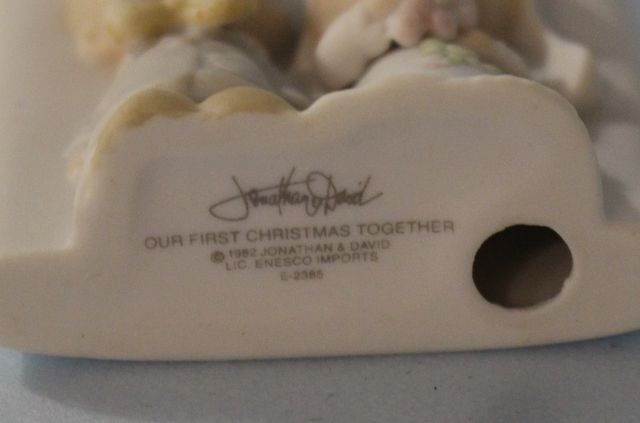 Jonathan & David
OUR FIRST CHRISTMAS TOGETHER
© 1982 JONATHAN & DAVID
LIC. ENESCO IMPORTS
E-2385